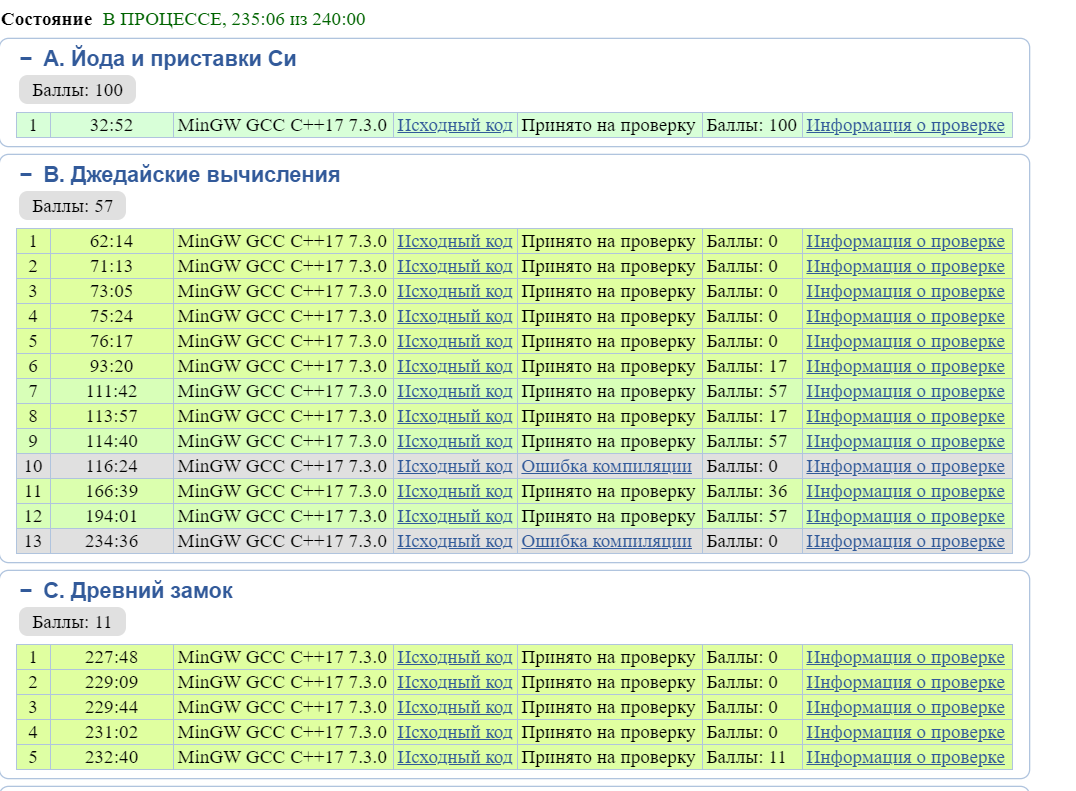 Состояние В ПРОЦЕССЕ, 235:06 из 240:00
− A. Йода и приставки Си
Баллы: 100
1 32:52 MinGW GCC C++17 7.3.0 Исходный код Принято на проверку Баллы: 100 Информация о проверке
− B. Джедайские вычисления
Баллы: 57
1 62:14 MinGW GCC C++17 7.3.0 Исходный код Принято на проверку Баллы: 0 Информация о проверке
2 71:13 MinGW GCC C++17 7.3.0 Исходный код Принято на проверку Баллы: 0 Информация о проверке
3 73:05 MinGW GCC C++17 7.3.0 Исходный код Принято на проверку Баллы: 0 Информация о проверке
4 75:24 MinGW GCC C++17 7.3.0 Исходный код Принято на проверку Баллы: 0 Информация о проверке
5 76:17 MinGW GCC C++17 7.3.0 Исходный код Принято на проверку Баллы: 0 Информация о проверке
6 93:20 MinGW GCC C++17 7.3.0 Исходный код Принято на проверку Баллы: 17 Информация о проверке
7 111:42 MinGW GCC C++17 7.3.0 Исходный код Принято на проверку Баллы: 57 Информация о проверке
8 113:57 MinGW GCC C++17 7.3.0 Исходный код Принято на проверку Баллы: 17 Информация о проверке
9 114:40 MinGW GCC C++17 7.3.0 Исходный код Принято на проверку Баллы: 57 Информация о проверке
10 116:24 MinGW GCC C++17 7.3.0 Исходный код Ошибка компиляции Баллы: 0 Информация о проверке
11 166:39 MinGW GCC C++17 7.3.0 Исходный код Принято на проверку Баллы: 36 Информация о проверке
12 194:01 MinGW GCC C++17 7.3.0 Исходный код Принято на проверку Баллы: 57 Информация о проверке
13 234:36 MinGW GCC C++17 7.3.0 Исходный код Ошибка компиляции Баллы: 0 Информация о проверке
− C. Древний замок
Баллы: 11
1 227:48 MinGW GCC C++17 7.3.0 Исходный код Принято на проверку Баллы: 0 Информация о проверке
2 229:09 MinGW GCC C++17 7.3.0 Исходный код Принято на проверку Баллы: 0 Информация о проверке
3 229:44 MinGW GCC C++17 7.3.0 Исходный код Принято на проверку Баллы: 0 Информация о проверке
4 231:02 MinGW GCC C++17 7.3.0 Исходный код Принято на проверку Баллы: 0 Информация о проверке
5 232:40 MinGW GCC C++17 7.3.0 Исходный код Принято на проверку Баллы: 11 Информация о проверке